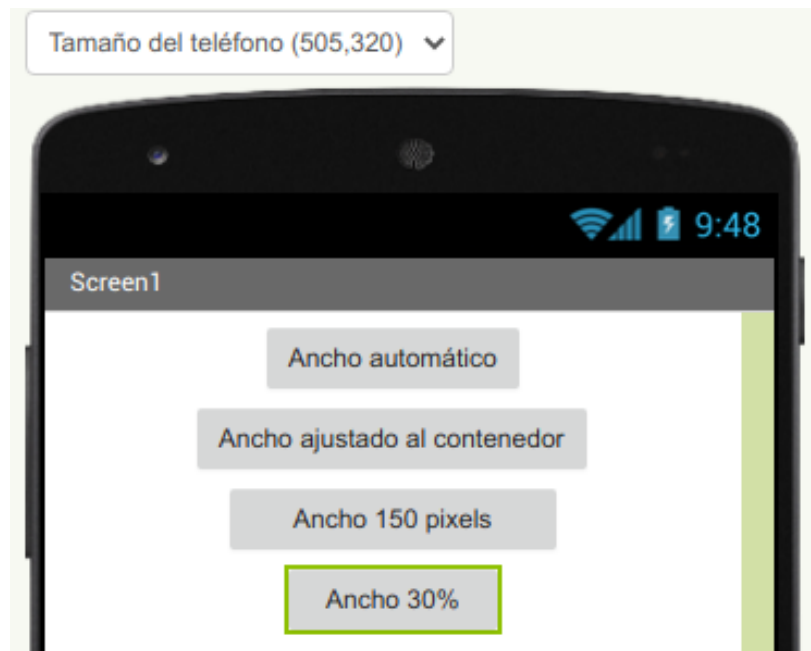 Tamaño del teléfono (505,320)
9:48
Screen1
Ancho automático
Ancho ajustado al contenedor
Ancho 150 pixels
Ancho 30%